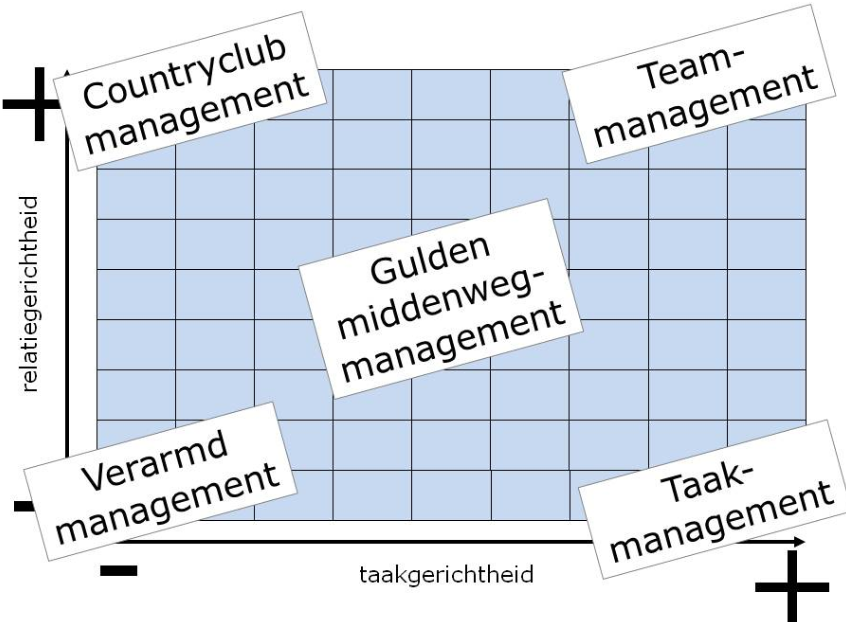 Countryclub
management
Team-
management
Gulden
middenweg-
management
Verarmd
management
Taak-
management
relatiegerichtheid
taakgerichtheid